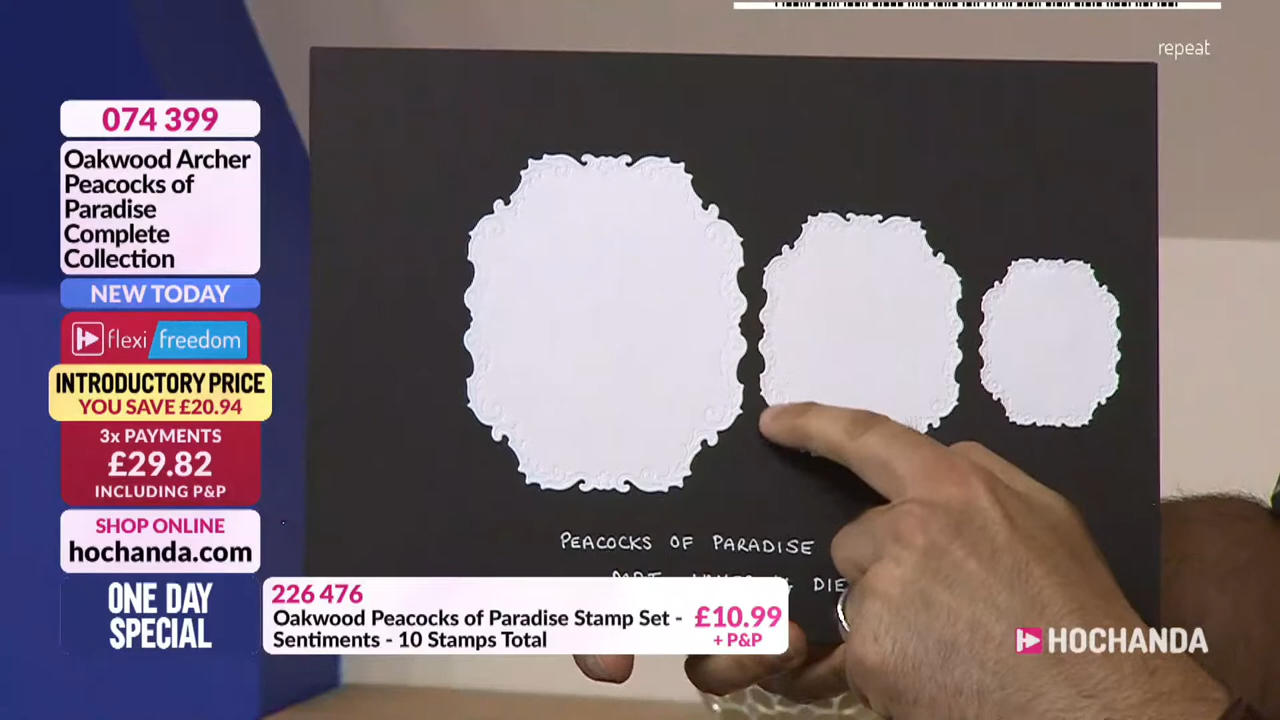 repeat
074 399
Oakwood Archer
Peacocks of
Paradise
Complete
Collection
NEW TODAY
flexi freedom
INTRODUCTORY PRICE
YOU SAVE £20.94
3x PAYMENTS
£29.82
INCLUDING P&P
SHOP ONLINE
hochanda.com
ONE DAY
SPECIAL
PEACOCKS OF PARADISE
DIE
226 476
Oakwood Peacocks of Paradise Stamp Set -
Sentiments - 10 Stamps Total
£10.99
+ P&P
HOCHANDA